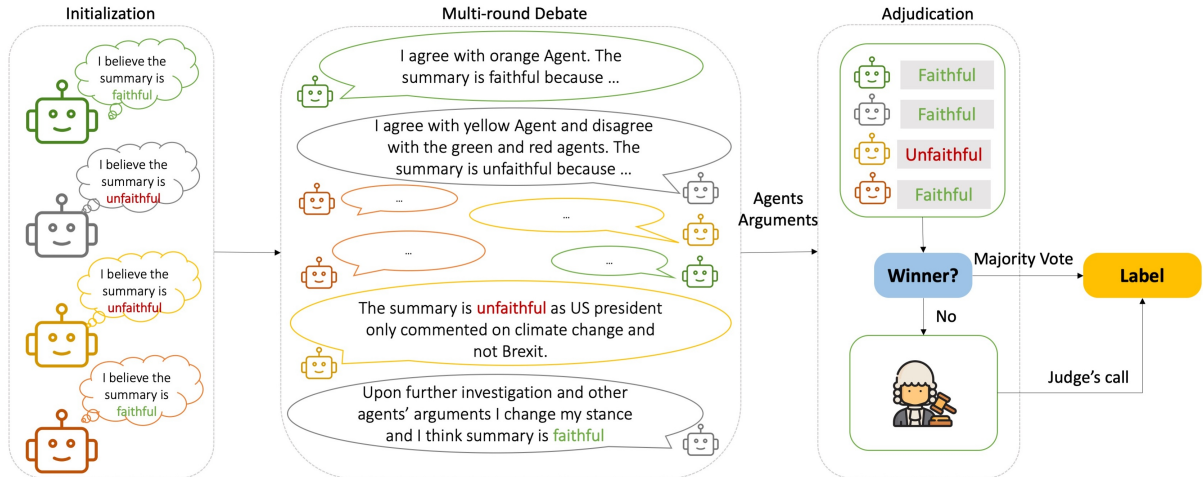 Initialization
I believe the
summary is
faithful
I believe the
summary is
unfaithful
I believe the
summary is
unfaithful
I believe the
summary is
faithful
Multi-round Debate
I agree with orange Agent. The
summary is faithful because ...
I agree with yellow Agent and disagree
with the green and red agents. The
summary is unfaithful because ...
...
...
...
...
The summary is unfaithful as US president
only commented on climate change and
not Brexit.
Upon further investigation and other
agents’ arguments I change my stance
and I think summary is faithful
Agents
Arguments
Adjudication
Faithful
Faithful
Unfaithful
Faithful
Winner?
Majority Vote
Label
No
Judge’s call